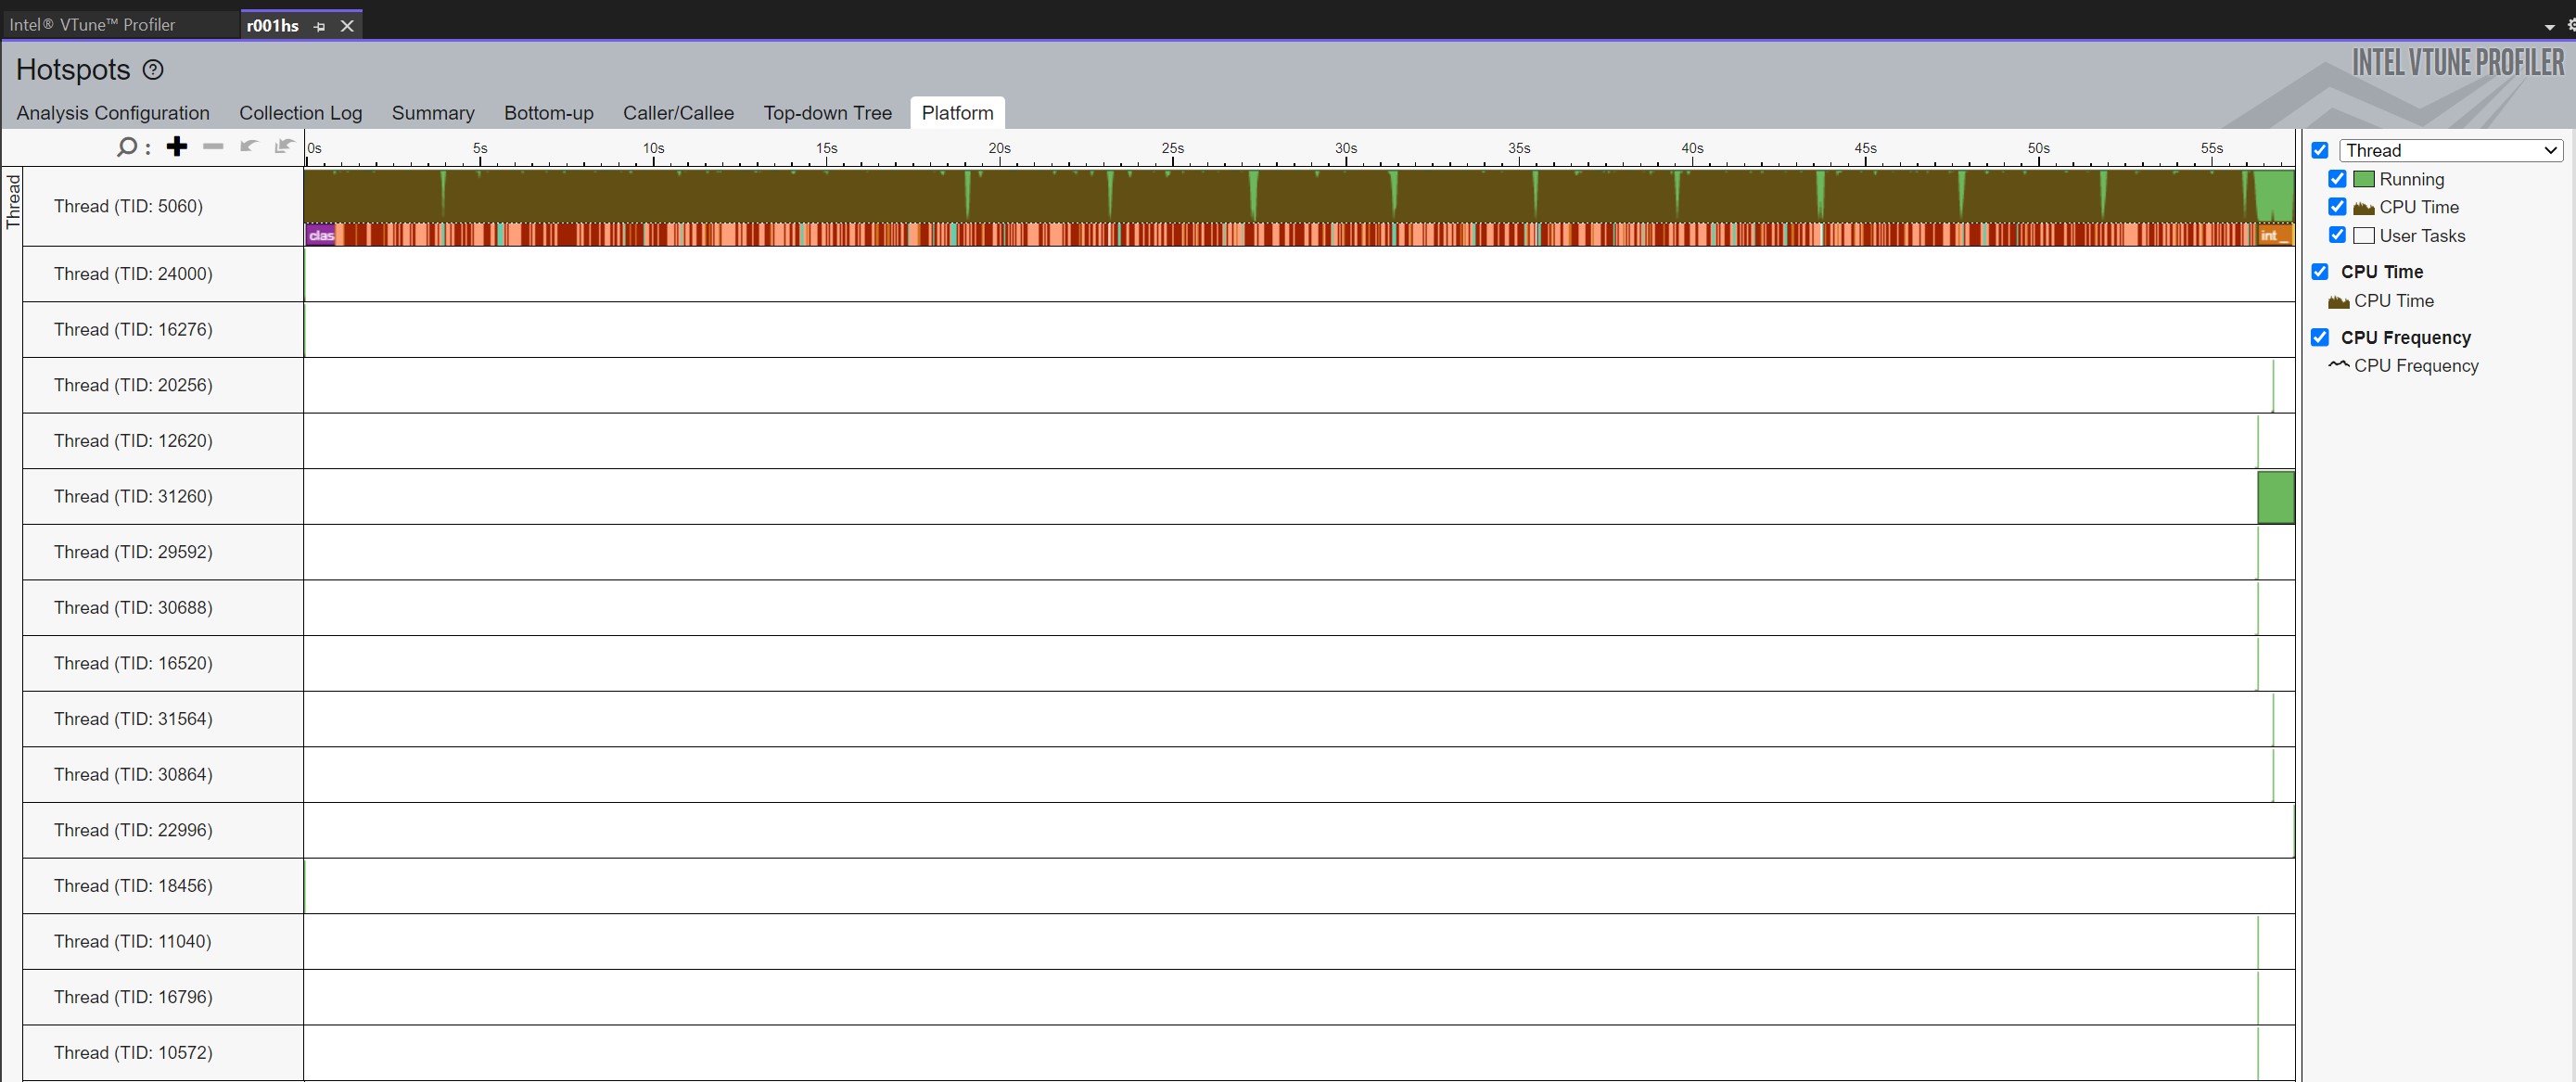 Intel® VTune™ Profiler r001hs
Hotspots
INTEL VTUNE PROFILER
Analysis Configuration Collection Log Summary Bottom-up Caller/Callee Top-down Tree Platform
0s 5s 10s 15s 20s 25s 30s 35s 40s 45s 50s 55s
Thread
Thread (TID: 5060)
clas
int_
Thread (TID: 24000)
Thread (TID: 16276)
Thread (TID: 20256)
Thread (TID: 12620)
Thread (TID: 31260)
Thread (TID: 29592)
Thread (TID: 30688)
Thread (TID: 16520)
Thread (TID: 31564)
Thread (TID: 30864)
Thread (TID: 22996)
Thread (TID: 18456)
Thread (TID: 11040)
Thread (TID: 16796)
Thread (TID: 10572)
Thread
Running
CPU Time
User Tasks
CPU Time
CPU Time
CPU Frequency
CPU Frequency